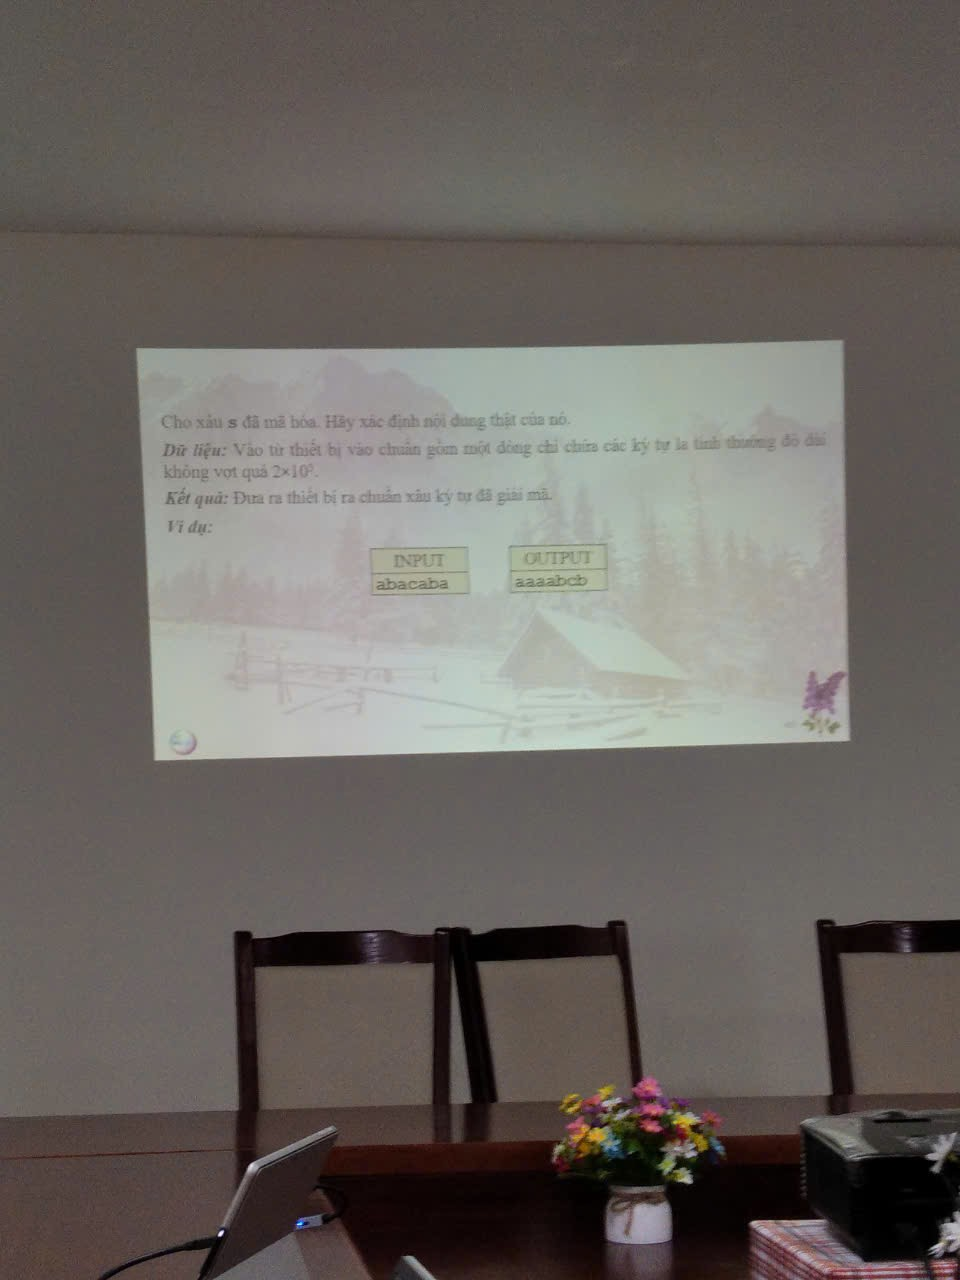 Cho xâu s đã mã hóa. Hãy xác định nội dung thật của nó.
Dữ liệu: Vào từ thiết bị vào chuẩn gồm một dòng chỉ chứa các ký tự la tinh thường độ dài
không vợt quá 2×10⁵.
Kết quả: Đưa ra thiết bị ra chuẩn xâu ký tự đã giải mã.
Ví dụ:
INPUT OUTPUT
abacaba aaaabcb